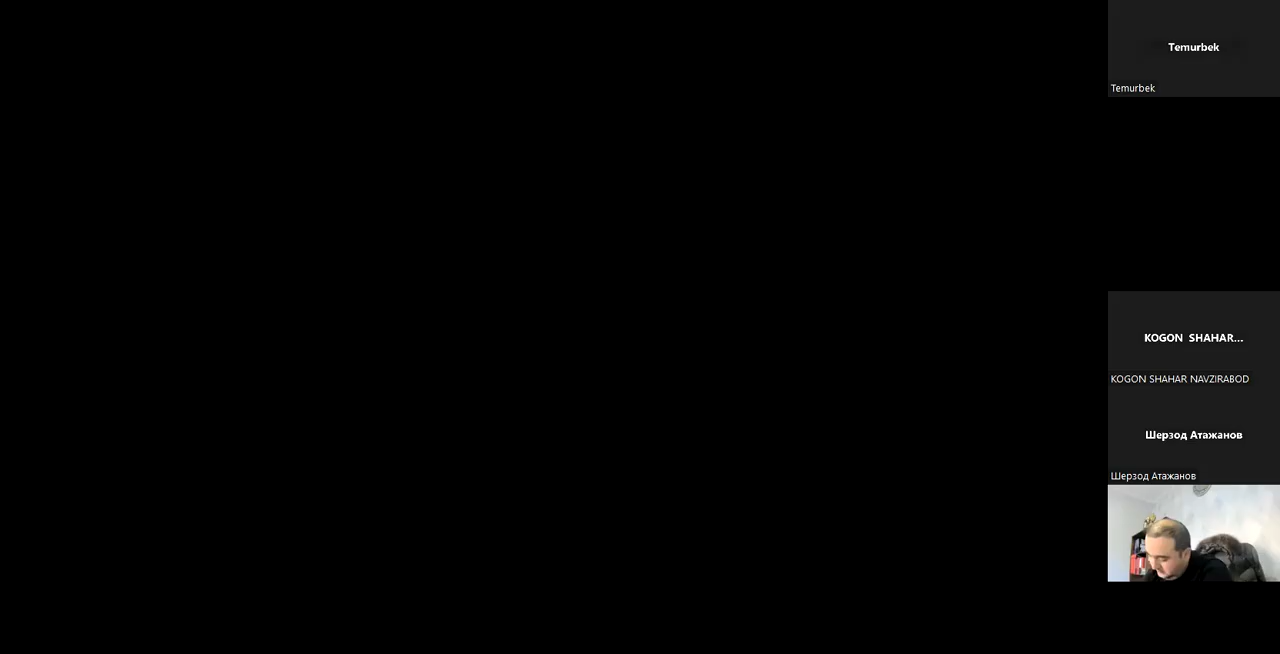 Temurbek
Temurbek
KOGON SHAHAR...
KOGON SHAHAR NAVZIRABOD
Шерзод Атажанов
Шерзод Атажанов